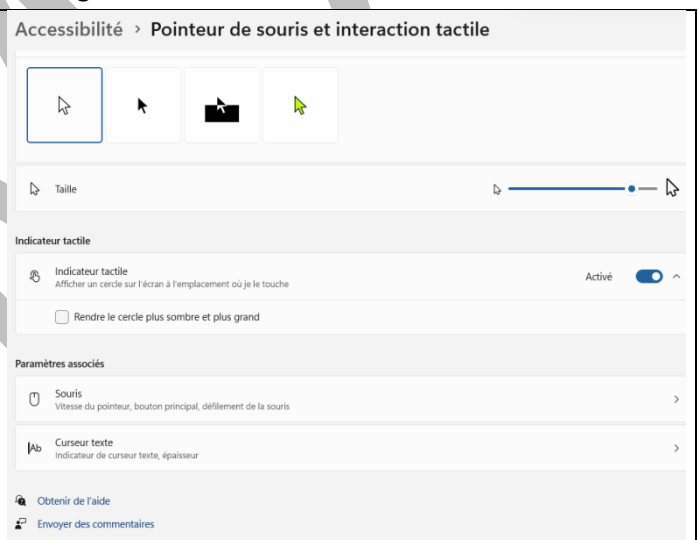 Accessibilité > Pointeur de souris et interaction tactile
Taille
Indicateur tactile
Indicateur tactile
Activé
Afficher un cercle sur l'écran à l'emplacement où je le touche
Rendre le cercle plus sombre et plus grand
Paramètres associés
Souris
Vitesse du pointeur, bouton principal, défilement de la souris
Ab
Curseur texte
Indicateur de curseur texte, épaisseur
Obtenir de l'aide
Envoyer des commentaires